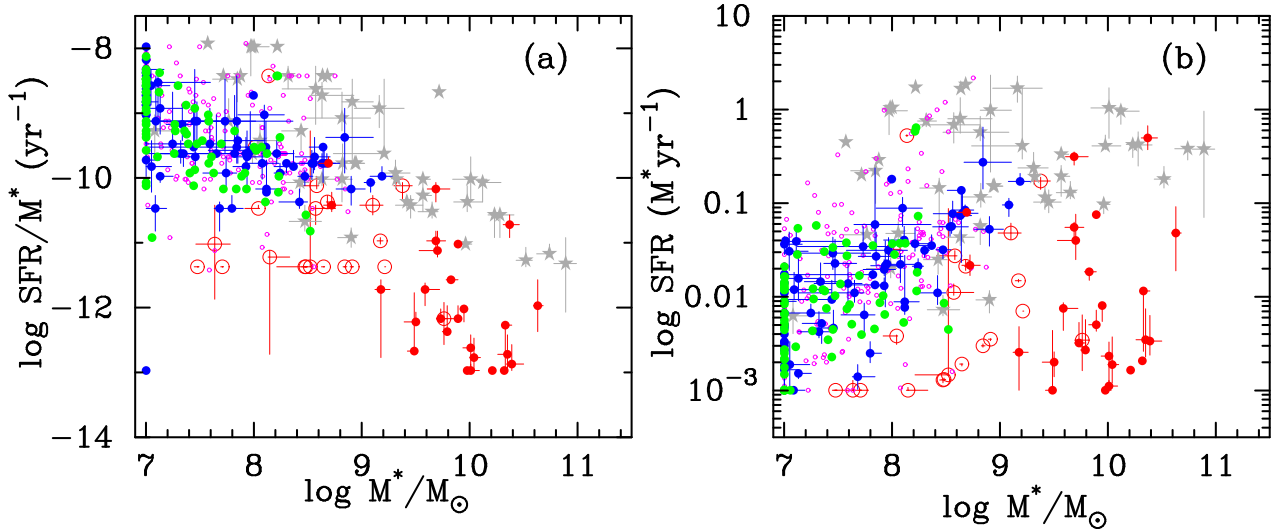 (a)
log SFR/M* (yr⁻¹)
−8
−10
−12
−14
7 8 9 10 11
log M*/M⊙
(b)
log SFR (M*yr⁻¹)
10
1
0.1
0.01
10⁻³
7 8 9 10 11
log M*/M⊙